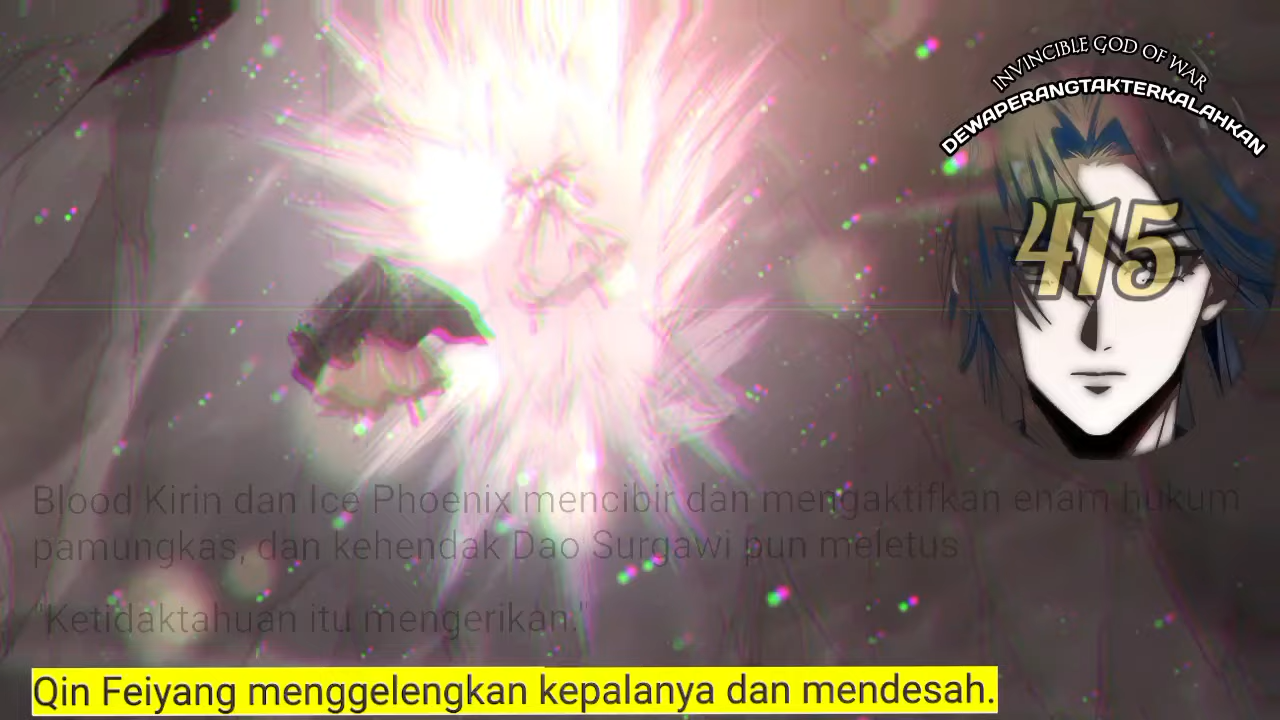 INVINCIBLE GOD OF WAR
DEWAPERANGTAKTERKALAHKAN
415
Blood Kirin dan Ice Phoenix mencibir dan mengaktifkan enam hukum
pamungkas, dan kehendak Dao Surgawi pun meletus
"Ketidaktahuan itu mengerikan."
Qin Feiyang menggelengkan kepalanya dan mendesah.